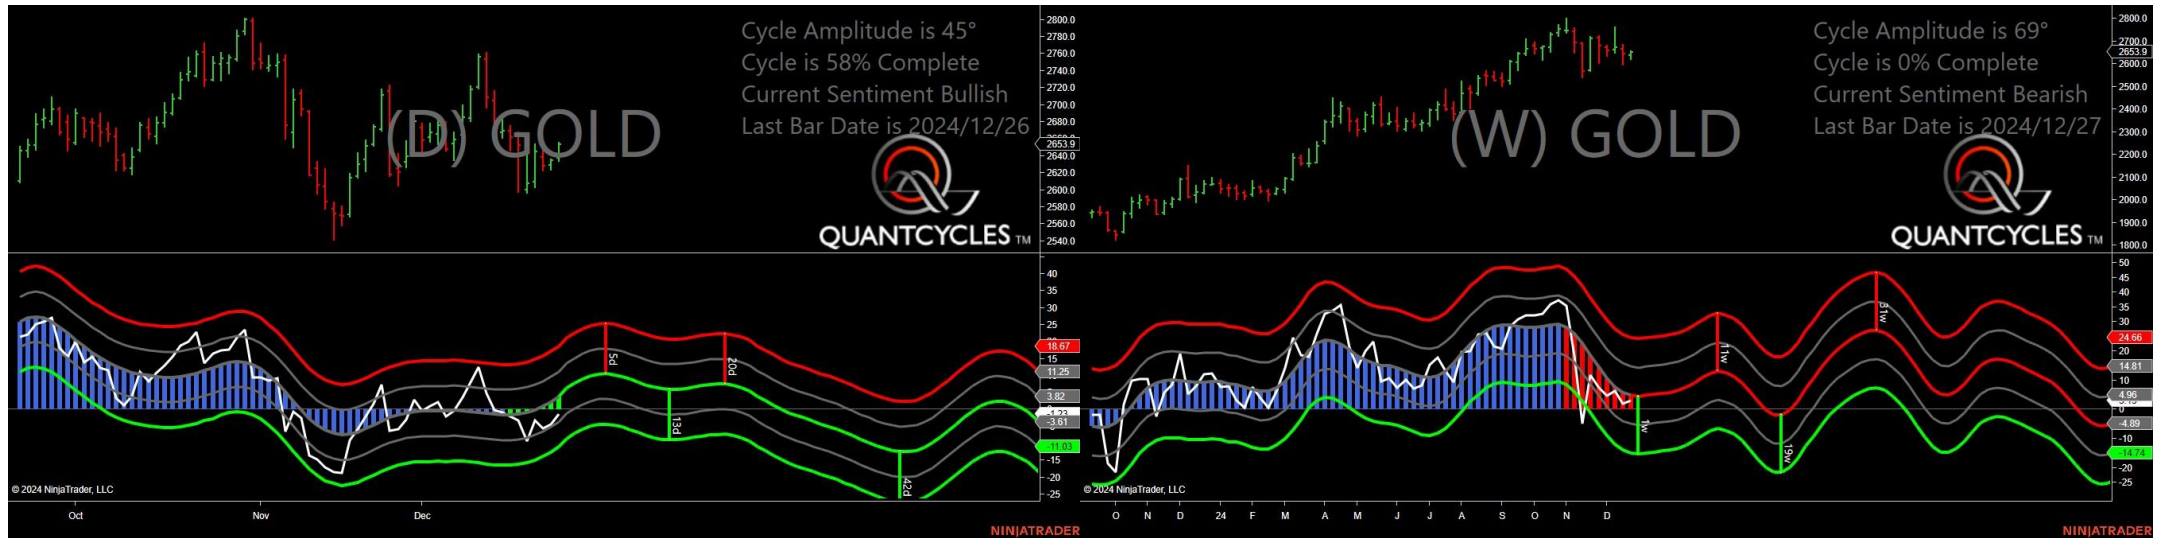 Cycle Amplitude is 45°
Cycle is 58% Complete
Current Sentiment Bullish
Last Bar Date is 2024/12/26
(D) GOLD
QUANTCYCLES TM
2800.0
2780.0
2760.0
2740.0
2720.0
2700.0
2680.0
2653.9
2640.0
2620.0
2600.0
2580.0
2560.0
2540.0
40
35
30
25
18.67
15
11.25
3.82
-1.23
-3.61
-11.03
-15
-20
-25
5d
20d
13d
42d
© 2024 NinjaTrader, LLC
Oct
Nov
Dec
NINJATRADER
Cycle Amplitude is 69°
Cycle is 0% Complete
Current Sentiment Bearish
Last Bar Date is 2024/12/27
(W) GOLD
QUANTCYCLES TM
2800.0
2700.0
2653.9
2600.0
2500.0
2400.0
2300.0
2200.0
2100.0
2000.0
1900.0
1800.0
50
45
40
35
30
24.66
20
14.81
10
4.96
0
-4.89
-10
-14.74
-20
-25
11w
31w
1w
19w
© 2024 NinjaTrader, LLC
O
N
D
24
F
M
A
M
J
J
A
S
O
N
D
NINJATRADER